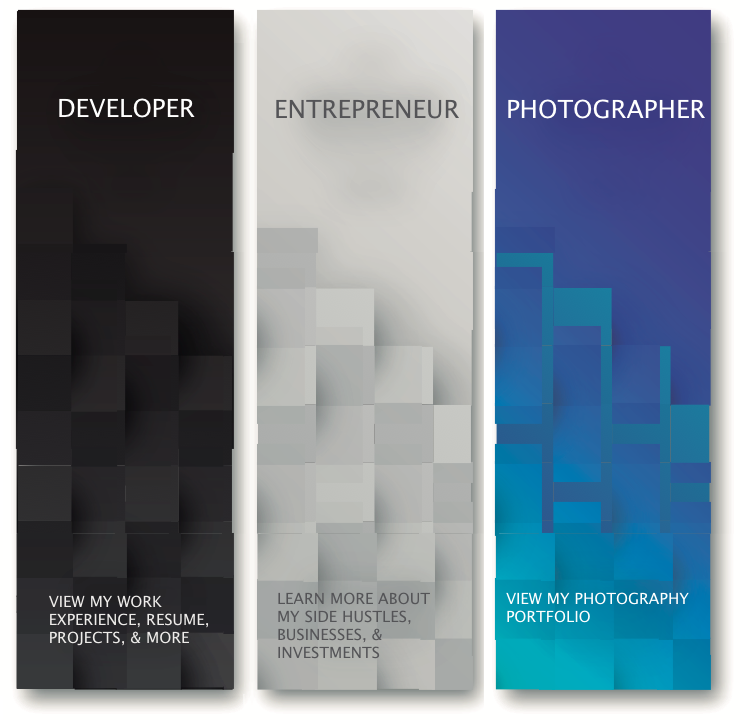 DEVELOPER
VIEW MY WORK
EXPERIENCE, RESUME,
PROJECTS, & MORE
ENTREPRENEUR
LEARN MORE ABOUT
MY SIDE HUSTLES,
BUSINESSES, &
INVESTMENTS
PHOTOGRAPHER
VIEW MY PHOTOGRAPHY
PORTFOLIO